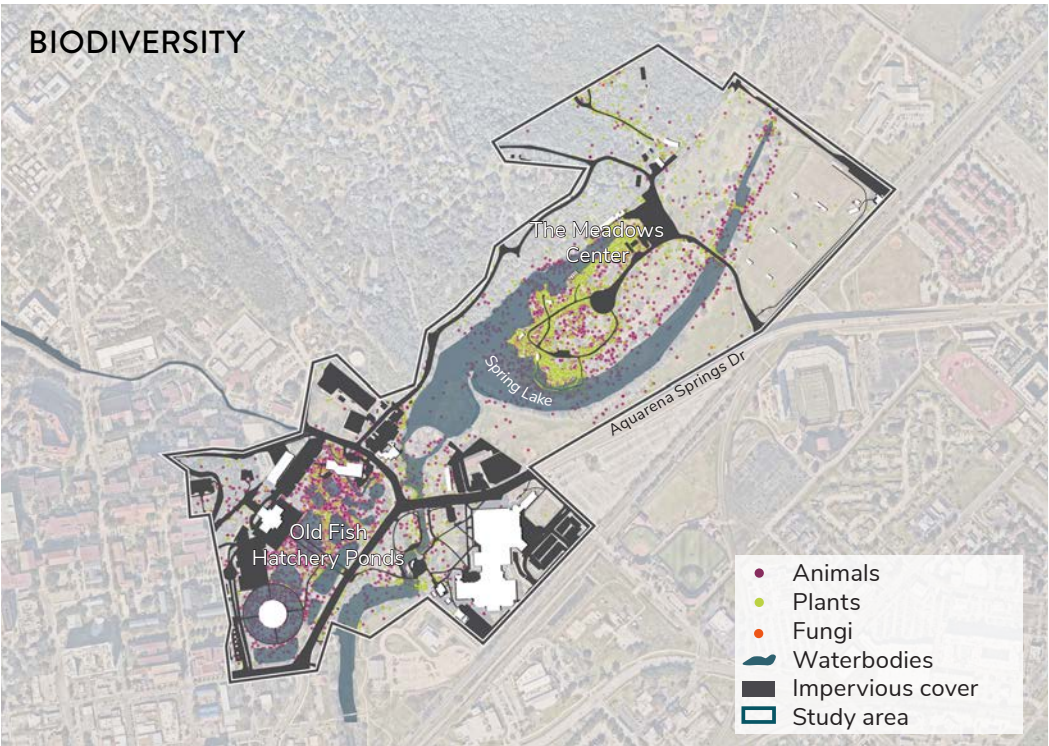 BIODIVERSITY
The Meadows
Center
Spring Lake
Aquarena Springs Dr
Old Fish
Hatchery Ponds
Animals
Plants
Fungi
Waterbodies
Impervious cover
Study area